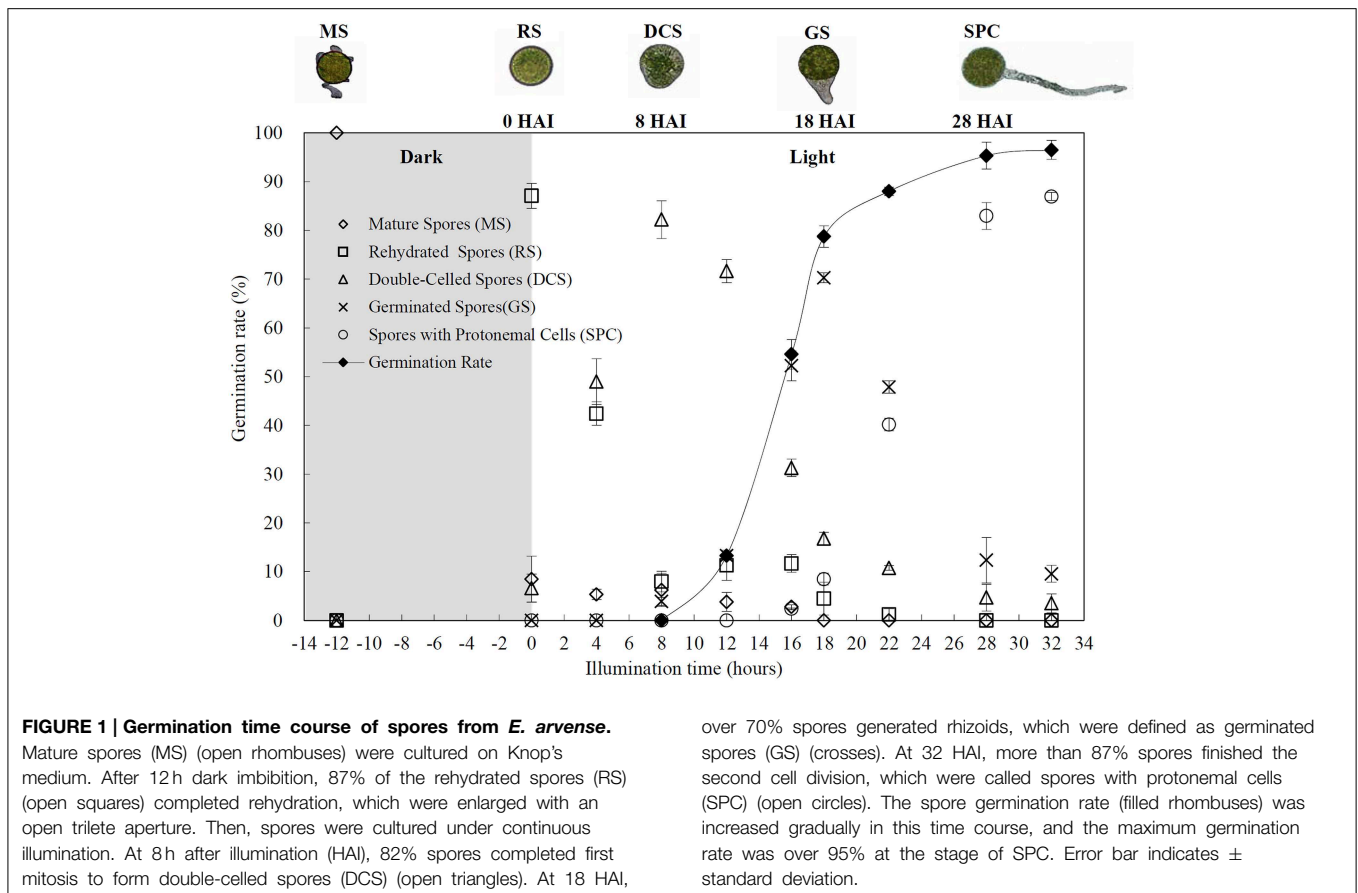 MS RS DCS GS SPC
0 HAI 8 HAI 18 HAI 28 HAI
100
90
80
70
60
50
40
30
20
10
0
Germination rate (%)
Dark
Light
Mature Spores (MS)
Rehydrated Spores (RS)
Double-Celled Spores (DCS)
Germinated Spores(GS)
Spores with Protonemal Cells (SPC)
Germination Rate
-14 -12 -10 -8 -6 -4 -2 0 2 4 6 8 10 12 14 16 18 20 22 24 26 28 30 32 34
Illumination time (hours)
FIGURE 1 | Germination time course of spores from E. arvense.
Mature spores (MS) (open rhombuses) were cultured on Knop's
medium. After 12 h dark imbibition, 87% of the rehydrated spores (RS)
(open squares) completed rehydration, which were enlarged with an
open trilete aperture. Then, spores were cultured under continuous
illumination. At 8 h after illumination (HAI), 82% spores completed first
mitosis to form double-celled spores (DCS) (open triangles). At 18 HAI,
over 70% spores generated rhizoids, which were defined as germinated
spores (GS) (crosses). At 32 HAI, more than 87% spores finished the
second cell division, which were called spores with protonemal cells
(SPC) (open circles). The spore germination rate (filled rhombuses) was
increased gradually in this time course, and the maximum germination
rate was over 95% at the stage of SPC. Error bar indicates ±
standard deviation.